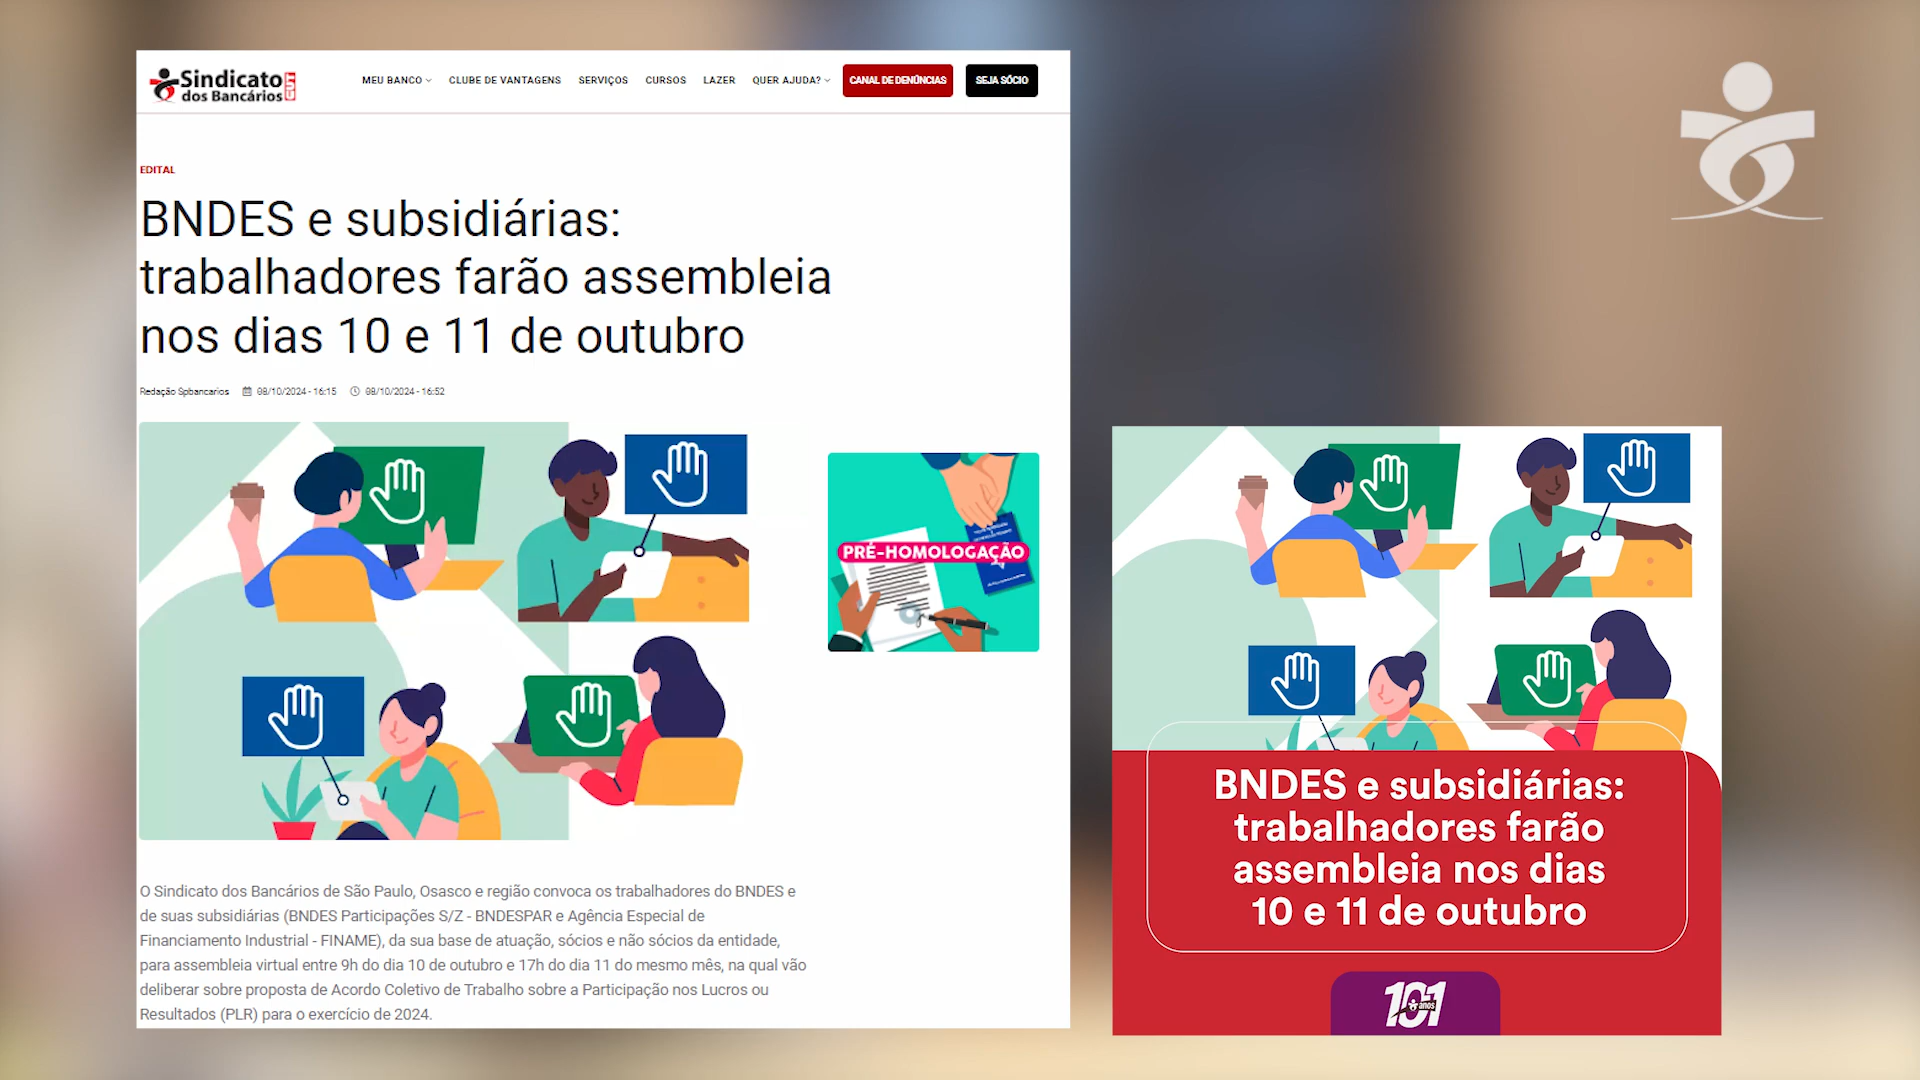 Sindicato
dos Bancários
CUT
MEU BANCO
CLUBE DE VANTAGENS
SERVIÇOS
CURSOS
LAZER
QUER AJUDA?
CANAL DE DENÚNCIAS
SEJA SÓCIO
EDITAL
BNDES e subsidiárias:
trabalhadores farão assembleia
nos dias 10 e 11 de outubro
Redação Spbancarios 08/10/2024 - 16:15 08/10/2024 - 16:52
PRÉ-HOMOLOGAÇÃO
O Sindicato dos Bancários de São Paulo, Osasco e região convoca os trabalhadores do BNDES e
de suas subsidiárias (BNDES Participações S/Z - BNDESPAR e Agência Especial de
Financiamento Industrial - FINAME), da sua base de atuação, sócios e não sócios da entidade,
para assembleia virtual entre 9h do dia 10 de outubro e 17h do dia 11 do mesmo mês, na qual vão
deliberar sobre proposta de Acordo Coletivo de Trabalho sobre a Participação nos Lucros ou
Resultados (PLR) para o exercício de 2024.
BNDES e subsidiárias:
trabalhadores farão
assembleia nos dias
10 e 11 de outubro
101
anos